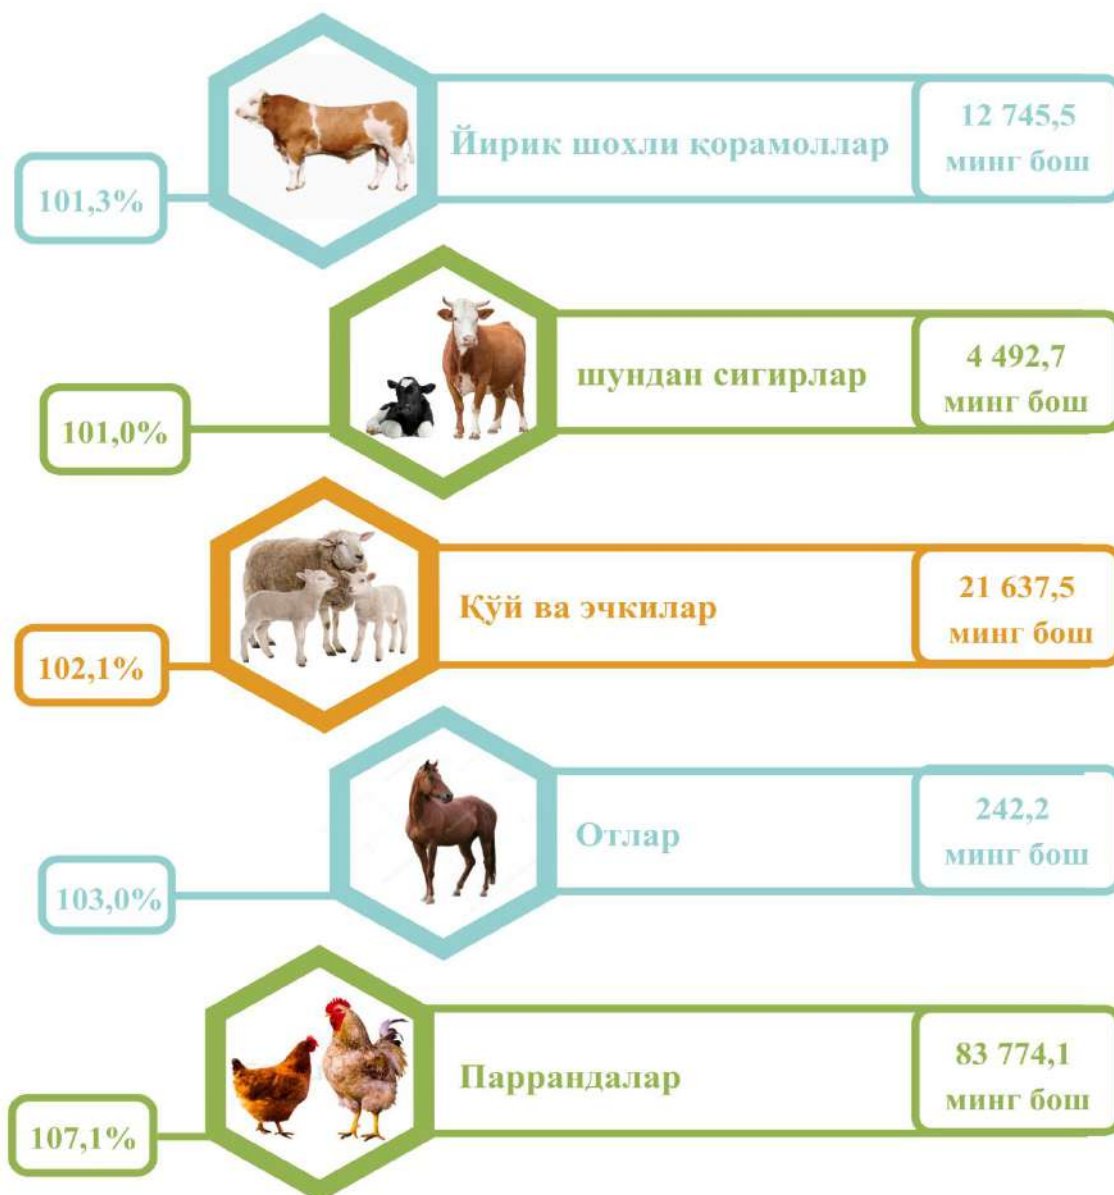 Йирик шохли қорамоллар
12 745,5
минг бош
101,3%
шундан сигирлар
4 492,7
минг бош
101,0%
Қўй ва эчкилар
21 637,5
минг бош
102,1%
Отлар
242,2
минг бош
103,0%
Паррандалар
83 774,1
минг бош
107,1%